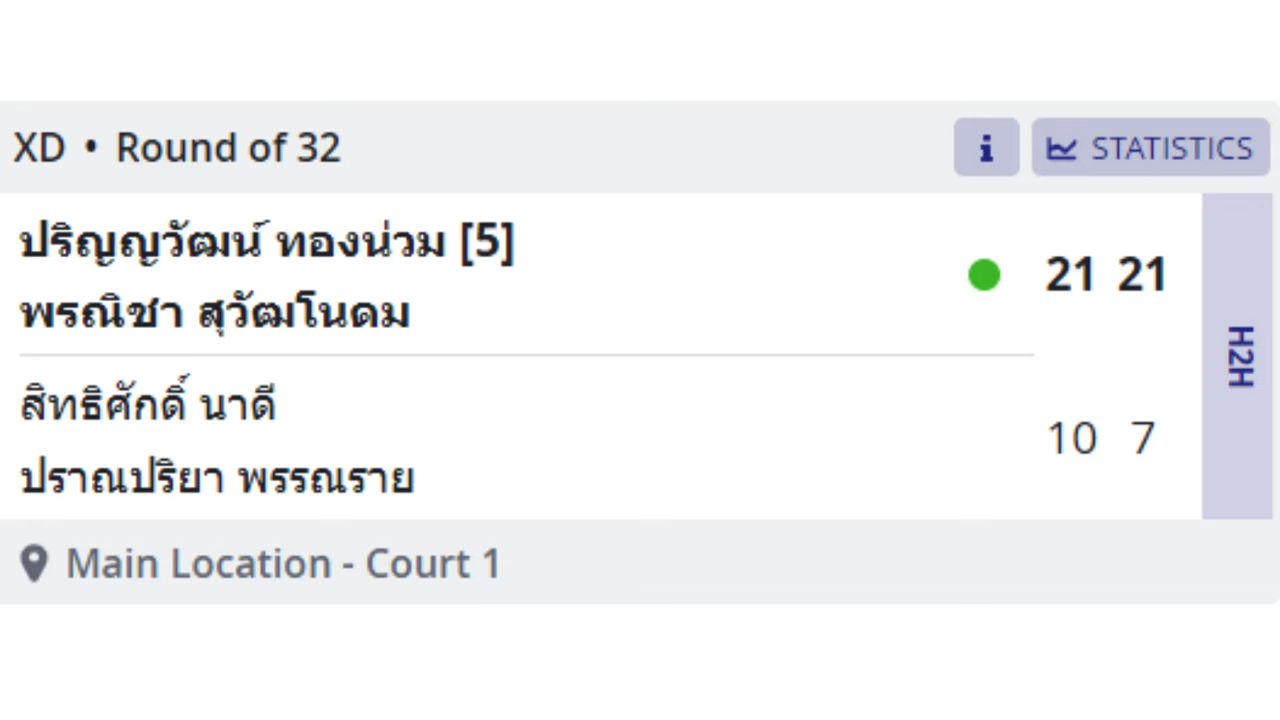 XD • Round of 32
i
STATISTICS
ปริญญวัฒน์ ทองน่วม [5]
พรณิชา สุวัฒโนดม
21 21
สิทธิศักดิ์ นาดี
ปราณปริยา พรรณราย
10 7
H2H
Main Location - Court 1